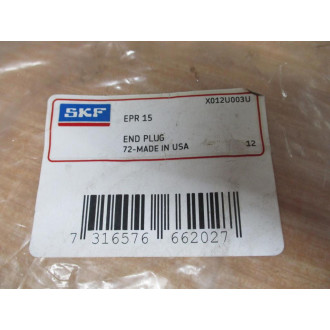 X012U003U
SKF
EPR 15
END PLUG
72-MADE IN USA
12
7 316576 662027